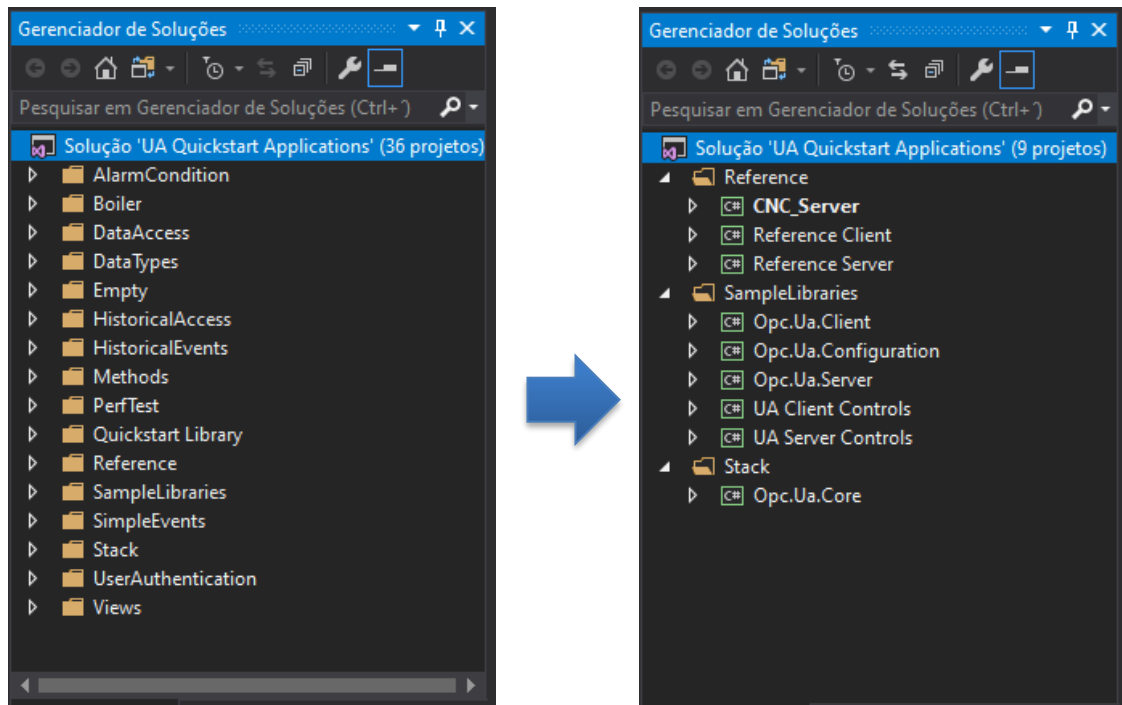 Gerenciador de Soluções
Pesquisar em Gerenciador de Soluções (Ctrl+´)
Solução 'UA Quickstart Applications' (36 projetos)
AlarmCondition
Boiler
DataAccess
DataTypes
Empty
HistoricalAccess
HistoricalEvents
Methods
PerfTest
Quickstart Library
Reference
SampleLibraries
SimpleEvents
Stack
UserAuthentication
Views
Gerenciador de Soluções
Pesquisar em Gerenciador de Soluções (Ctrl+´)
Solução 'UA Quickstart Applications' (9 projetos)
Reference
C# CNC_Server
C# Reference Client
C# Reference Server
SampleLibraries
C# Opc.Ua.Client
C# Opc.Ua.Configuration
C# Opc.Ua.Server
C# UA Client Controls
C# UA Server Controls
Stack
C# Opc.Ua.Core